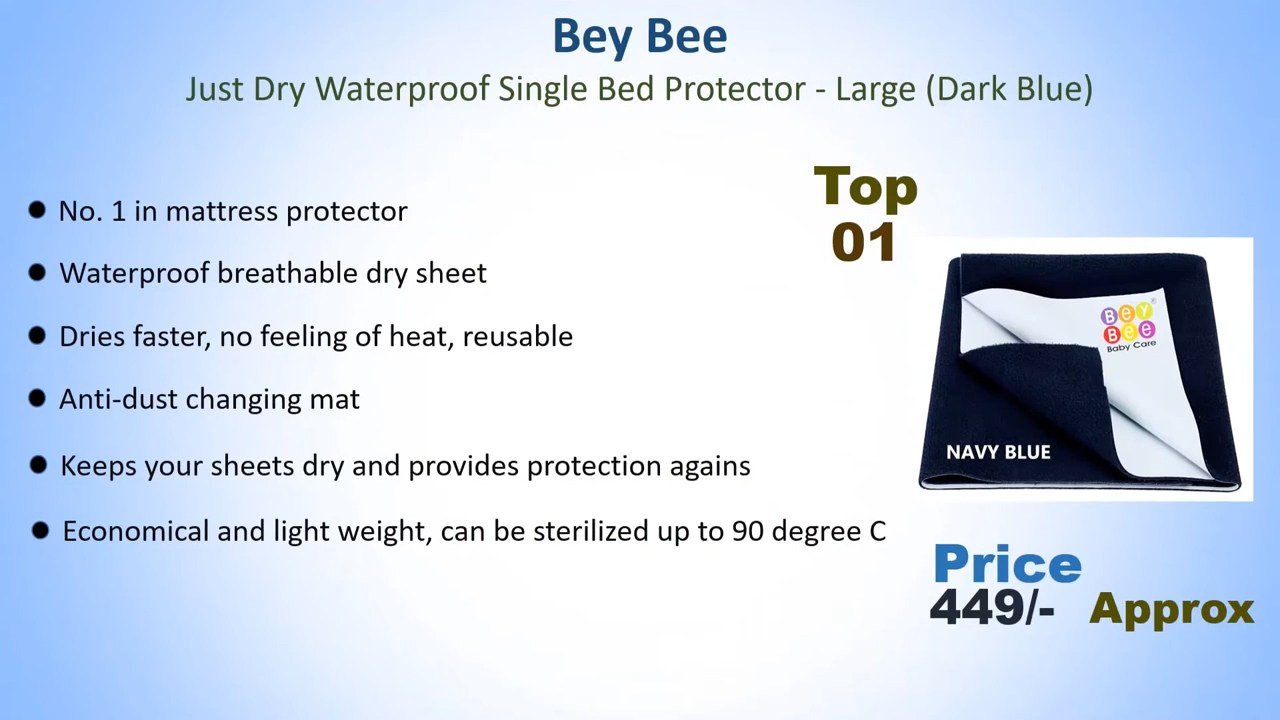 Bey Bee
Just Dry Waterproof Single Bed Protector - Large (Dark Blue)
No. 1 in mattress protector
Waterproof breathable dry sheet
Dries faster, no feeling of heat, reusable
Anti-dust changing mat
Keeps your sheets dry and provides protection agains
Economical and light weight, can be sterilized up to 90 degree C
Top
01
Bey
Bee
Baby Care
NAVY BLUE
Price
449/- Approx